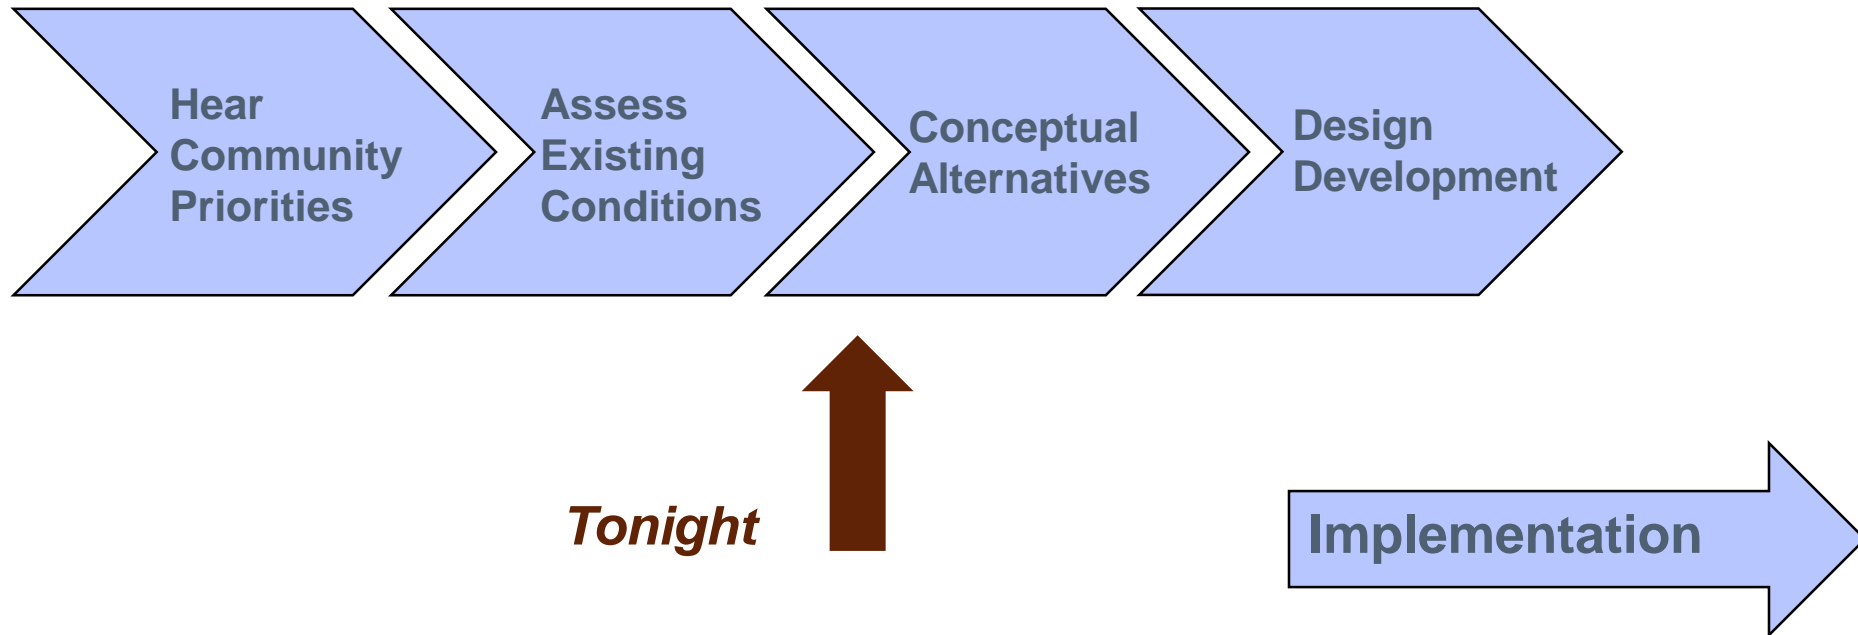 Hear
Community
Priorities
Assess
Existing
Conditions
Conceptual
Alternatives
Design
Development
Tonight
Implementation